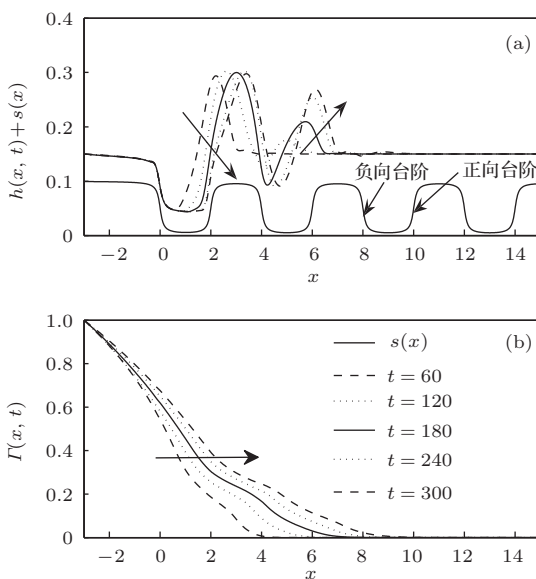 (a)
h(x, t)+s(x)
0.4
0.3
0.2
0.1
0
负向台阶
正向台阶
−2 0 2 4 6 8 10 12 14
x
(b)
Γ(x, t)
1.0
0.8
0.6
0.4
0.2
0
s(x)
t = 60
t = 120
t = 180
t = 240
t = 300
−2 0 2 4 6 8 10 12 14
x